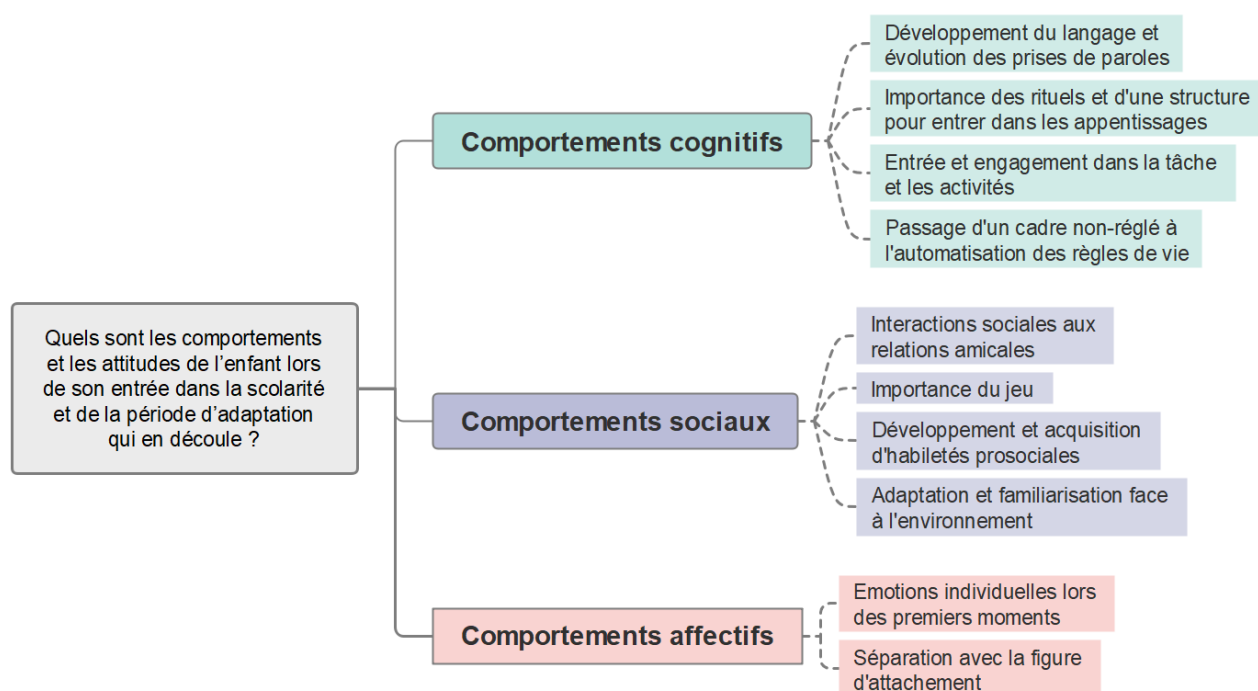 Quels sont les comportements
et les attitudes de l’enfant lors
de son entrée dans la scolarité
et de la période d’adaptation
qui en découle ?
Comportements cognitifs
Développement du langage et
évolution des prises de paroles
Importance des rituels et d'une structure
pour entrer dans les appentissages
Entrée et engagement dans la tâche
et les activités
Passage d'un cadre non-réglé à
l'automatisation des règles de vie
Comportements sociaux
Interactions sociales aux
relations amicales
Importance du jeu
Développement et acquisition
d'habiletés prosociales
Adaptation et familiarisation face
à l'environnement
Comportements affectifs
Emotions individuelles lors
des premiers moments
Séparation avec la figure
d'attachement